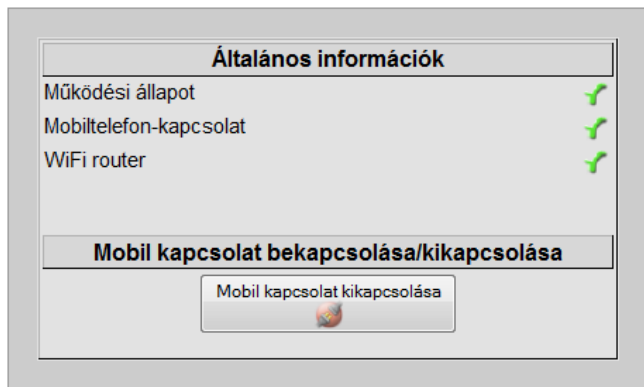 Általános információk
Működési állapot
Mobiltelefon-kapcsolat
WiFi router
Mobil kapcsolat bekapcsolása/kikapcsolása
Mobil kapcsolat kikapcsolása